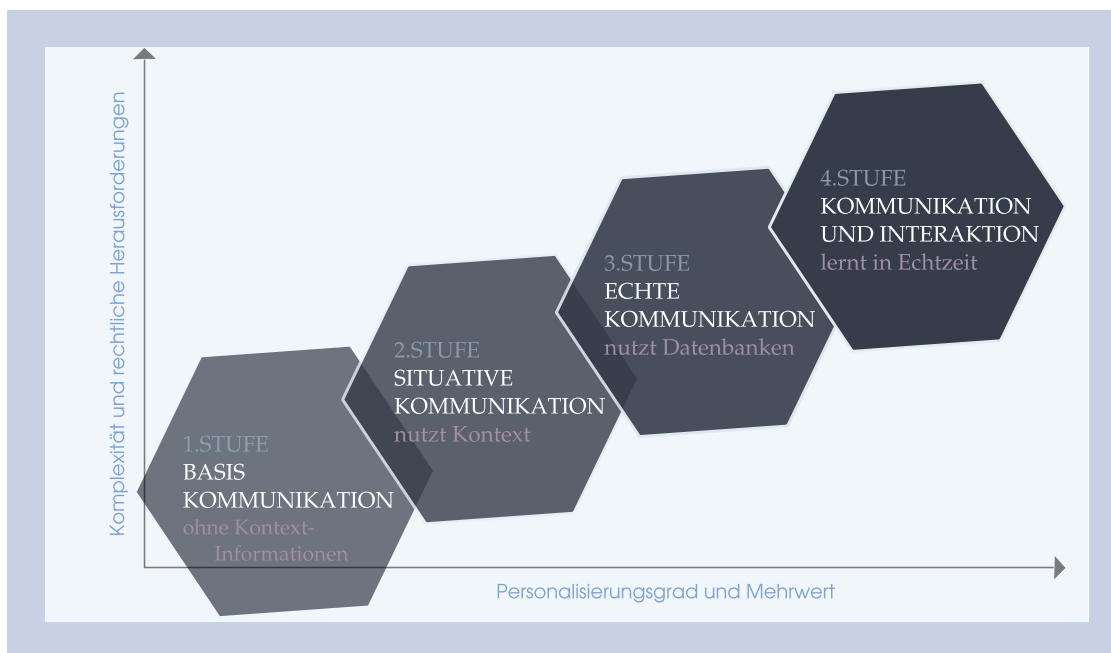 Komplexität und rechtliche Herausforderungen
1.STUFE
BASIS
KOMMUNIKATION
ohne Kontext-
Informationen
2.STUFE
SITUATIVE
KOMMUNIKATION
nutzt Kontext
3.STUFE
ECHTE
KOMMUNIKATION
nutzt Datenbanken
4.STUFE
KOMMUNIKATION
UND INTERAKTION
lernt in Echtzeit
Personalisierungsgrad und Mehrwert